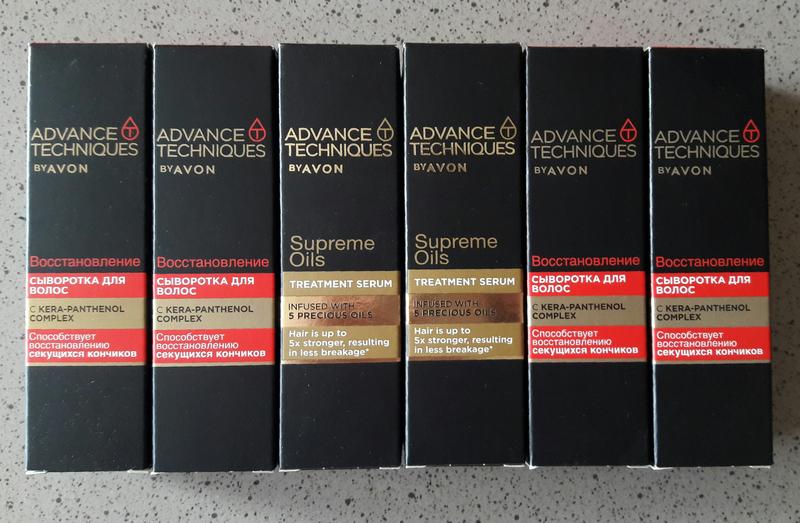 ADVANCE
TECHNIQUES
BY AVON
Восстановление
СЫВОРОТКА ДЛЯ
ВОЛОС
С KERA-PANTHENOL
COMPLEX
Способствует
восстановлению
секущихся кончиков
ADVANCE
TECHNIQUES
BY AVON
Восстановление
СЫВОРОТКА ДЛЯ
ВОЛОС
С KERA-PANTHENOL
COMPLEX
Способствует
восстановлению
секущихся кончиков
ADVANCE
TECHNIQUES
BY AVON
Supreme
Oils
TREATMENT SERUM
INFUSED WITH
5 PRECIOUS OILS
Hair is up to
5x stronger, resulting
in less breakage*
ADVANCE
TECHNIQUES
BY AVON
Supreme
Oils
TREATMENT SERUM
INFUSED WITH
5 PRECIOUS OILS
Hair is up to
5x stronger, resulting
in less breakage*
ADVANCE
TECHNIQUES
BY AVON
Восстановление
СЫВОРОТКА ДЛЯ
ВОЛОС
С KERA-PANTHENOL
COMPLEX
Способствует
восстановлению
секущихся кончиков
ADVANCE
TECHNIQUES
BY AVON
Восстановление
СЫВОРОТКА ДЛЯ
ВОЛОС
С KERA-PANTHENOL
COMPLEX
Способствует
восстановлению
секущихся кончиков